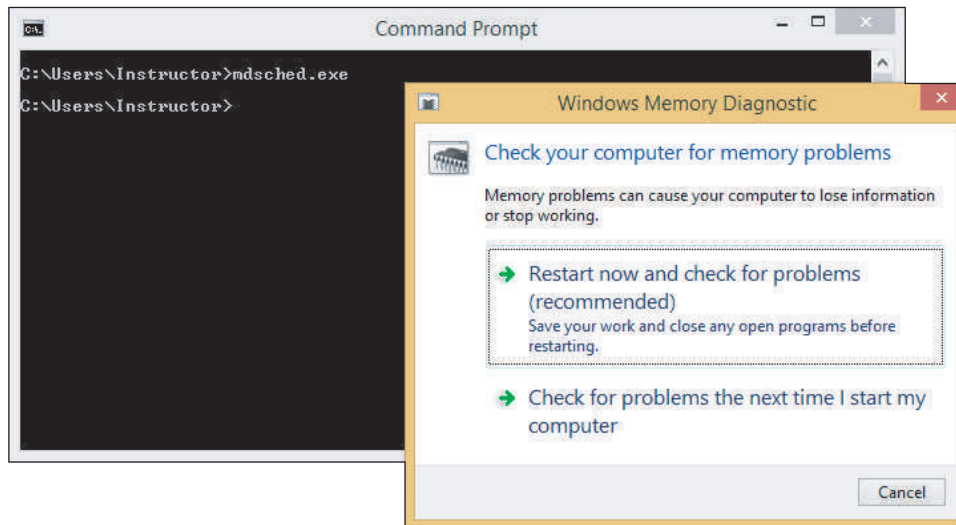 Command Prompt
C:\Users\Instructor>mdsched.exe
C:\Users\Instructor>
Windows Memory Diagnostic
Check your computer for memory problems
Memory problems can cause your computer to lose information
or stop working.
Restart now and check for problems
(recommended)
Save your work and close any open programs before
restarting.
Check for problems the next time I start my
computer
Cancel